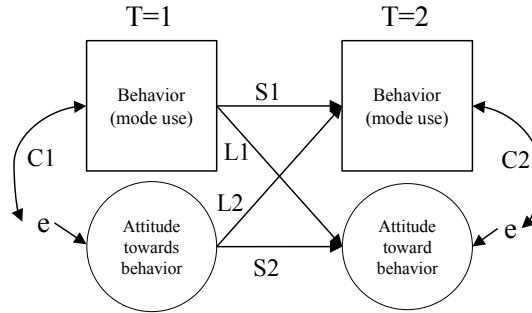 T=1
T=2
Behavior
(mode use)
S1
Behavior
(mode use)
C1
L1
C2
L2
e
Attitude
towards
behavior
S2
Attitude
toward
behavior
e